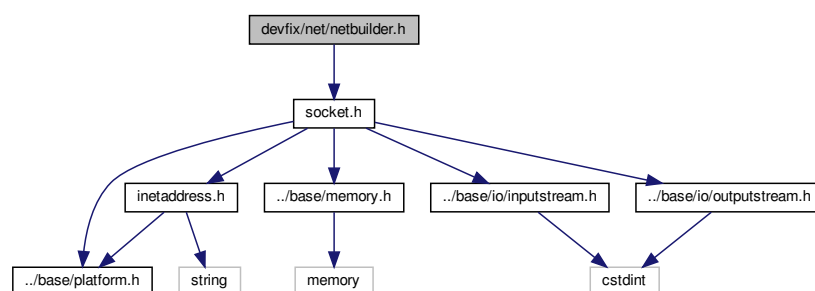 devfix/net/netbuilder.h
socket.h
inetaddress.h
../base/memory.h
../base/io/inputstream.h
../base/io/outputstream.h
../base/platform.h
string
memory
cstdint